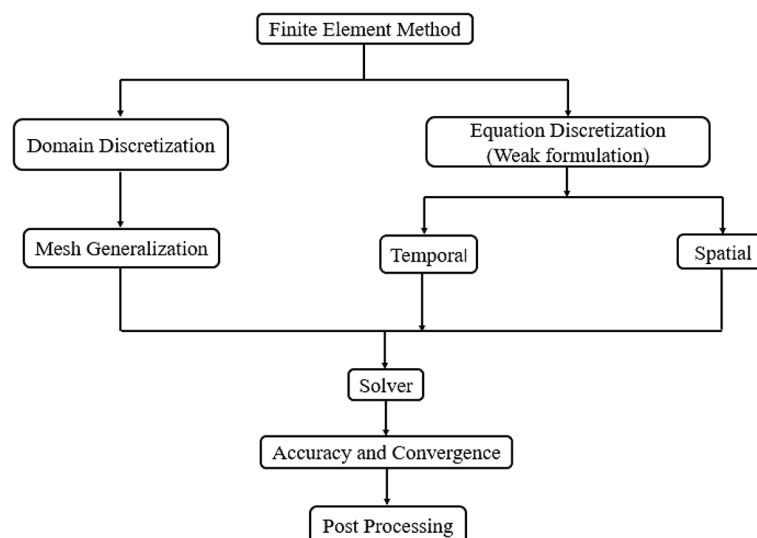 Finite Element Method
Domain Discretization
Equation Discretization
(Weak formulation)
Mesh Generalization
Temporal
Spatial
Solver
Accuracy and Convergence
Post Processing